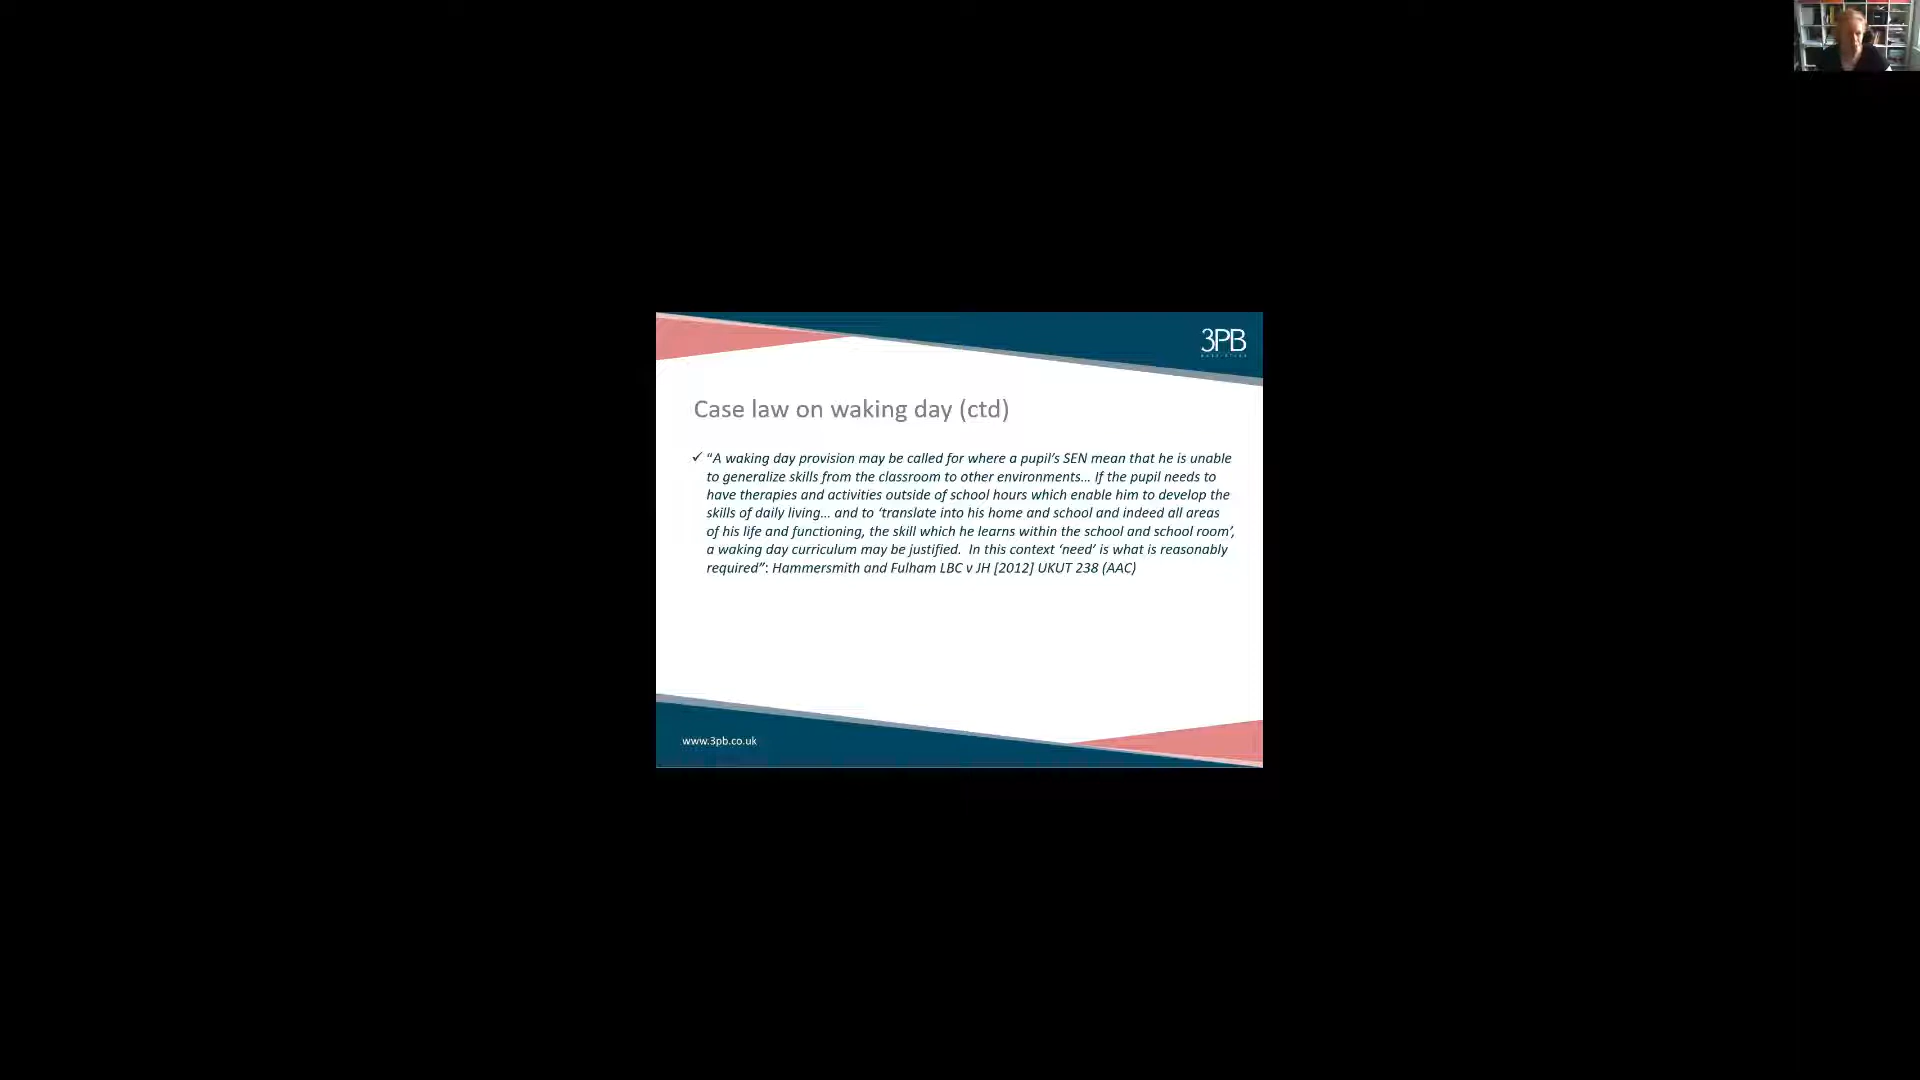 3PB
Case law on waking day (ctd)
✓ “A waking day provision may be called for where a pupil’s SEN mean that he is unable
to generalize skills from the classroom to other environments… If the pupil needs to
have therapies and activities outside of school hours which enable him to develop the
skills of daily living… and to ‘translate into his home and school and indeed all areas
of his life and functioning, the skill which he learns within the school and school room’,
a waking day curriculum may be justified.  In this context ‘need’ is what is reasonably
required”: Hammersmith and Fulham LBC v JH [2012] UKUT 238 (AAC)
www.3pb.co.uk